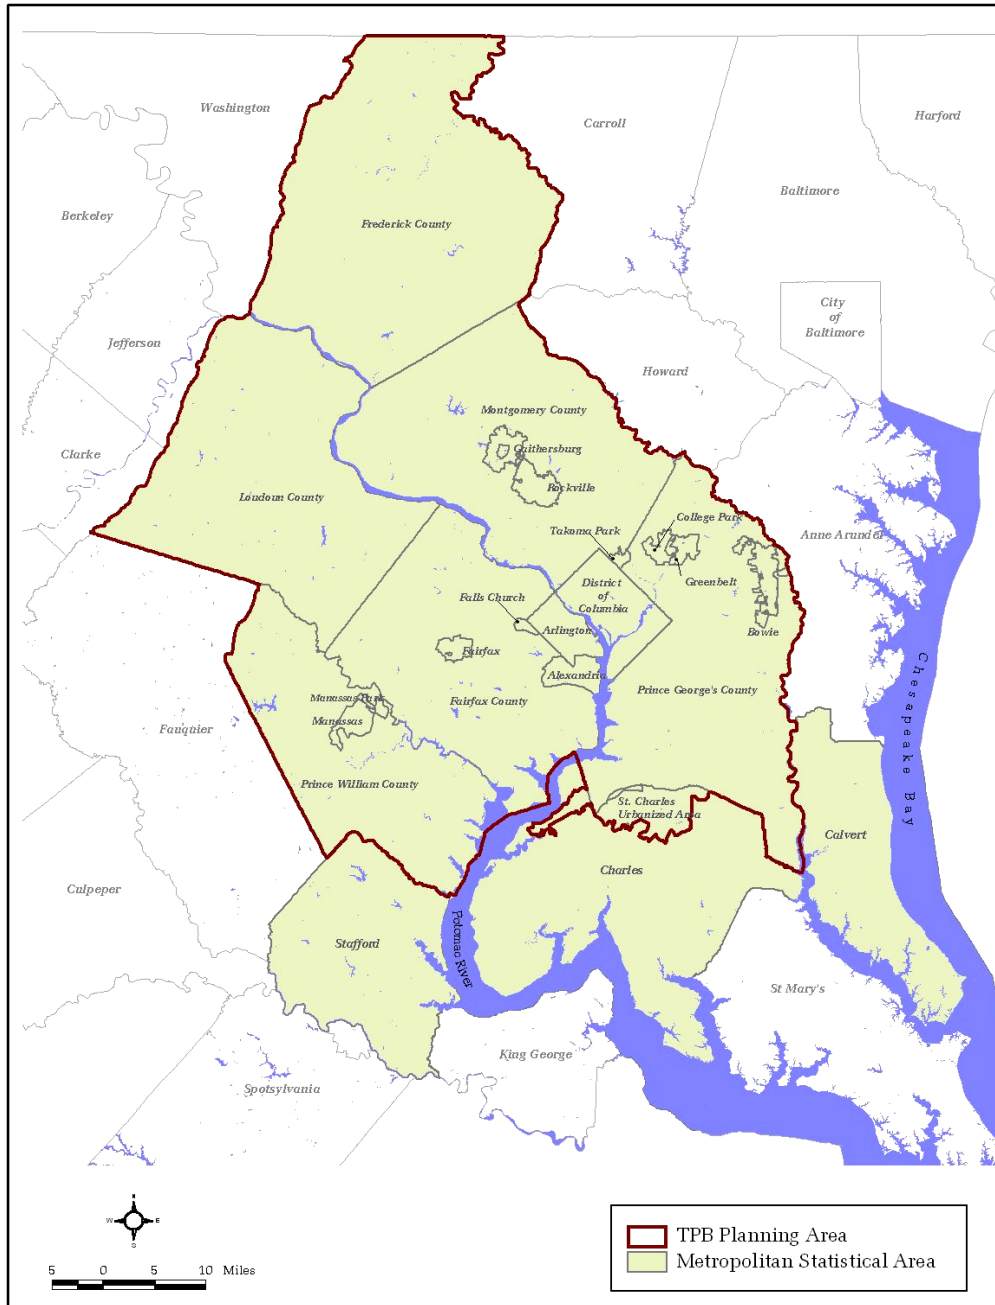 Washington
Carroll
Harford
Baltimore
Berkeley
Frederick County
City
of
Baltimore
Jefferson
Howard
Montgomery County
Gaithersburg
Clarke
Rockville
Loudoun County
College Park
Takoma Park
Anne Arundel
Greenbelt
District
of
Columbia
Falls Church
Arlington
Bowie
Fairfax
Alexandria
Prince George's County
Manassas Park
Fairfax County
Manassas
Fauquier
Chesapeake Bay
Prince William County
St. Charles
Urbanized Area
Calvert
Charles
Culpeper
Stafford
Potomac River
St Mary's
King George
Spotsylvania
N
W
E
S
5 0 5 10 Miles
TPB Planning Area
Metropolitan Statistical Area